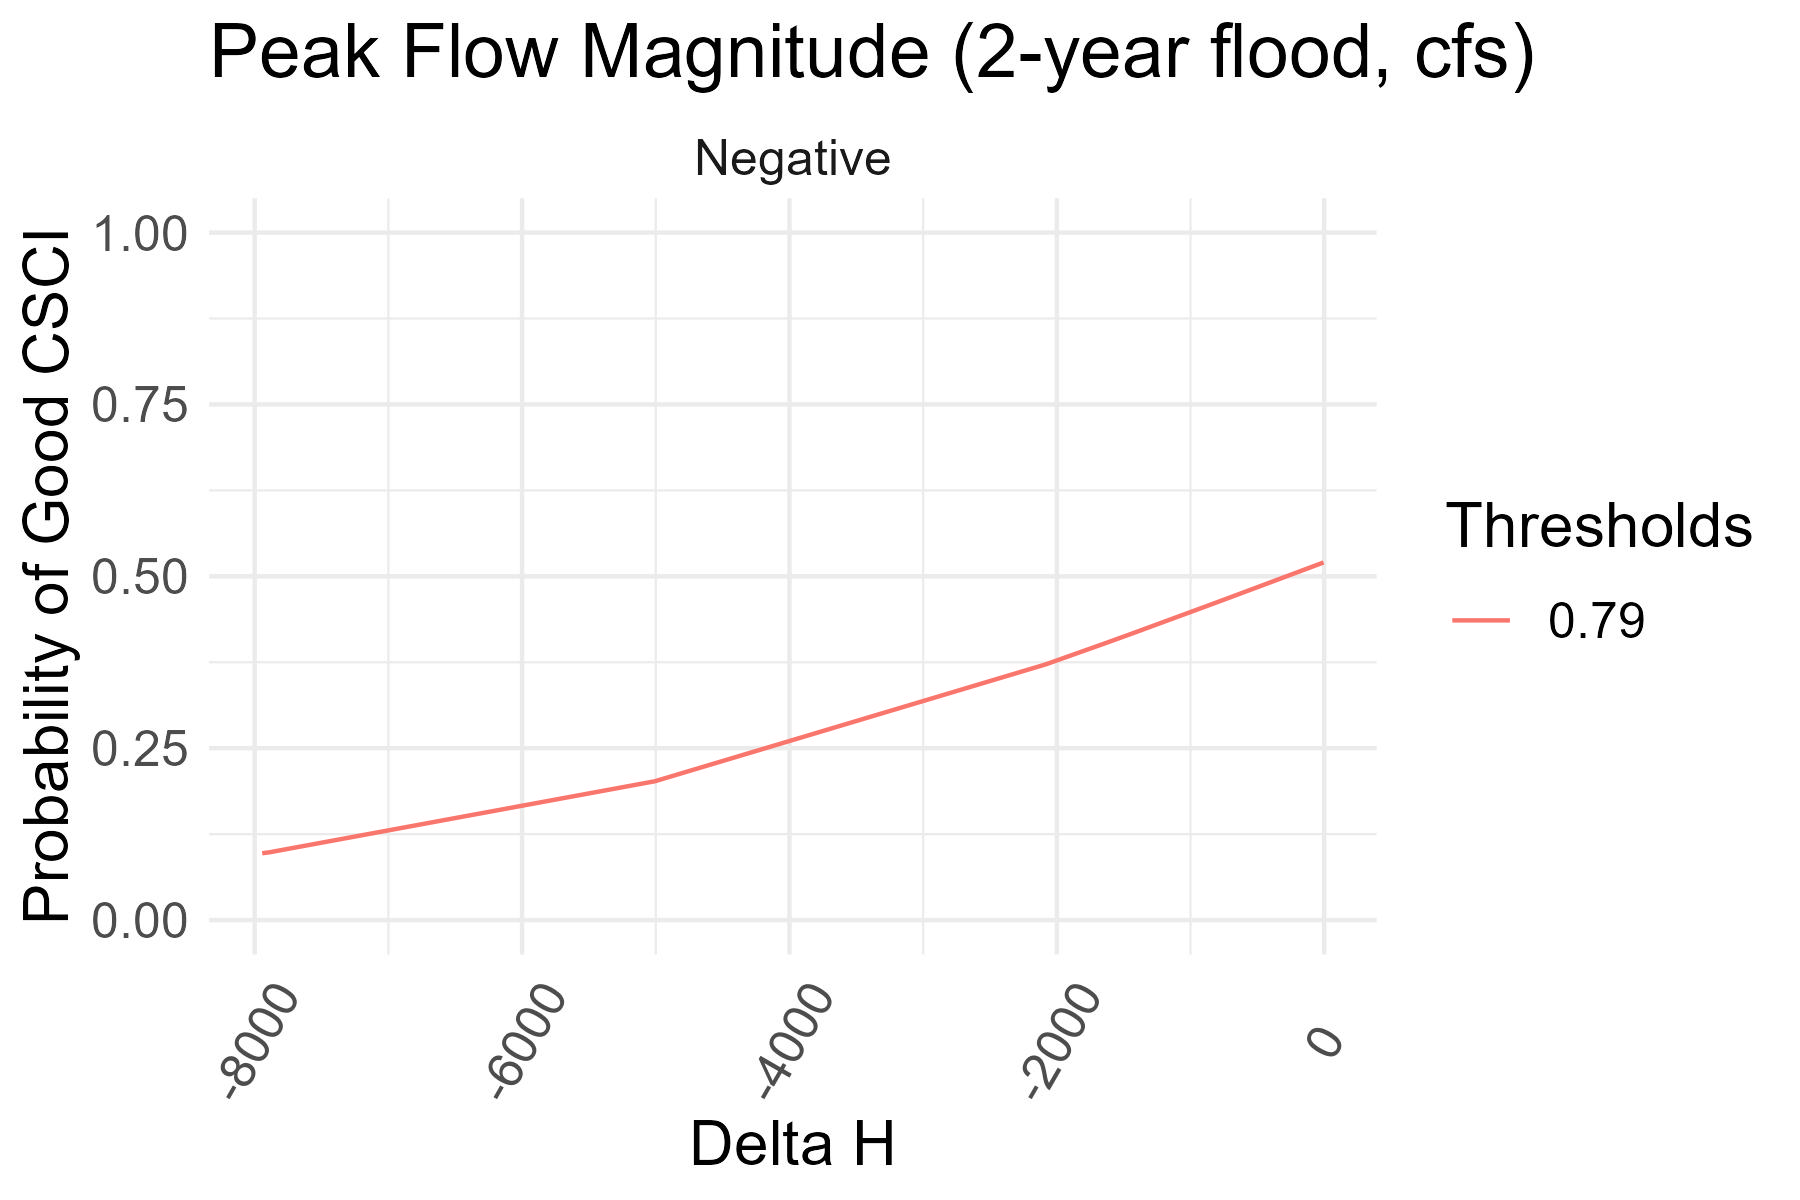 Peak Flow Magnitude (2-year flood, cfs)
Negative
Probability of Good CSCI
1.00
0.75
0.50
0.25
0.00
-8000
-6000
-4000
-2000
0
Delta H
Thresholds
0.79